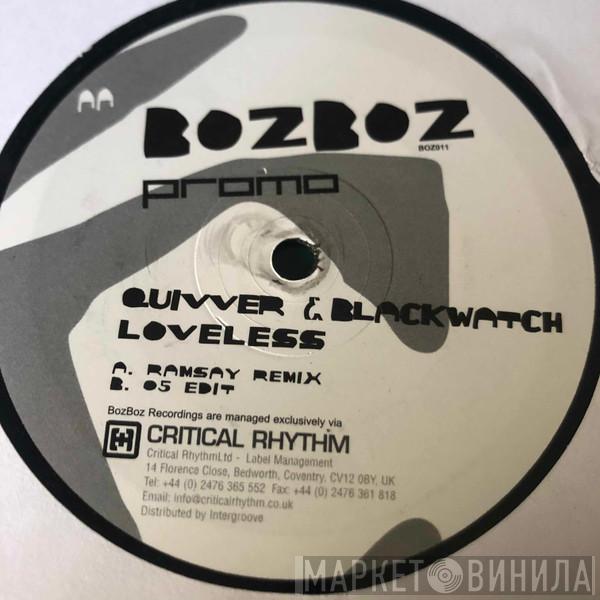 AA
BOZBOZ
BOZ011
promo
QUIVVER & BLACKWATCH
LOVELESS
A. RAMSAY REMIX
B. 05 EDIT
BozBoz Recordings are managed exclusively via
CRITICAL RHYTHM
Critical RhythmLtd - Label Management
14 Florence Close, Bedworth, Coventry, CV12 0BY, UK
Tel: +44 (0) 2476 365 552 Fax: +44 (0) 2476 361 818
Email: info@criticalrhythm.co.uk
Distributed by Intergroove
МАРКЕТ ВИНИЛА